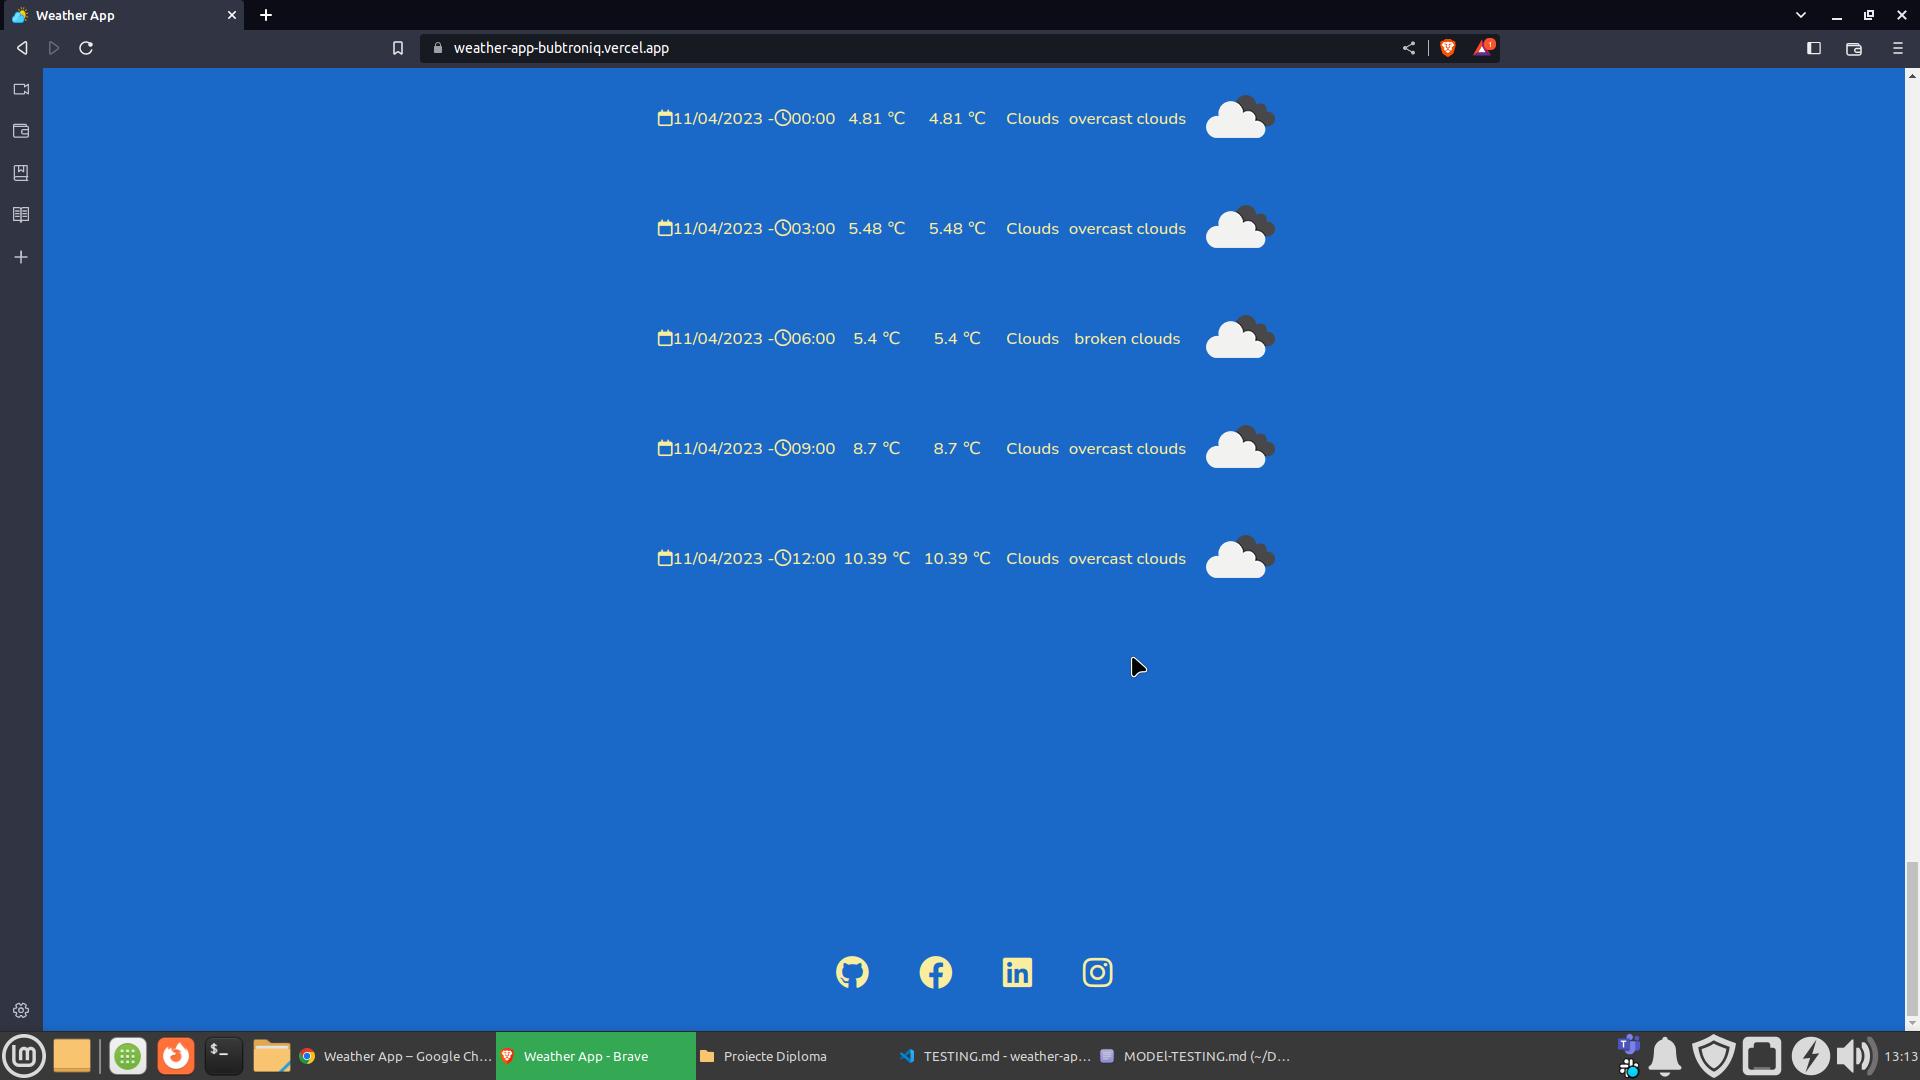 Weather App
weather-app-bubtroniq.vercel.app
1
11/04/2023 - 00:00 4.81 ℃ 4.81 ℃ Clouds overcast clouds
11/04/2023 - 03:00 5.48 ℃ 5.48 ℃ Clouds overcast clouds
11/04/2023 - 06:00 5.4 ℃ 5.4 ℃ Clouds broken clouds
11/04/2023 - 09:00 8.7 ℃ 8.7 ℃ Clouds overcast clouds
11/04/2023 - 12:00 10.39 ℃ 10.39 ℃ Clouds overcast clouds
Weather App – Google Ch... Weather App - Brave Proiecte Diploma TESTING.md - weather-ap... MODEl-TESTING.md (~/D... 13:13